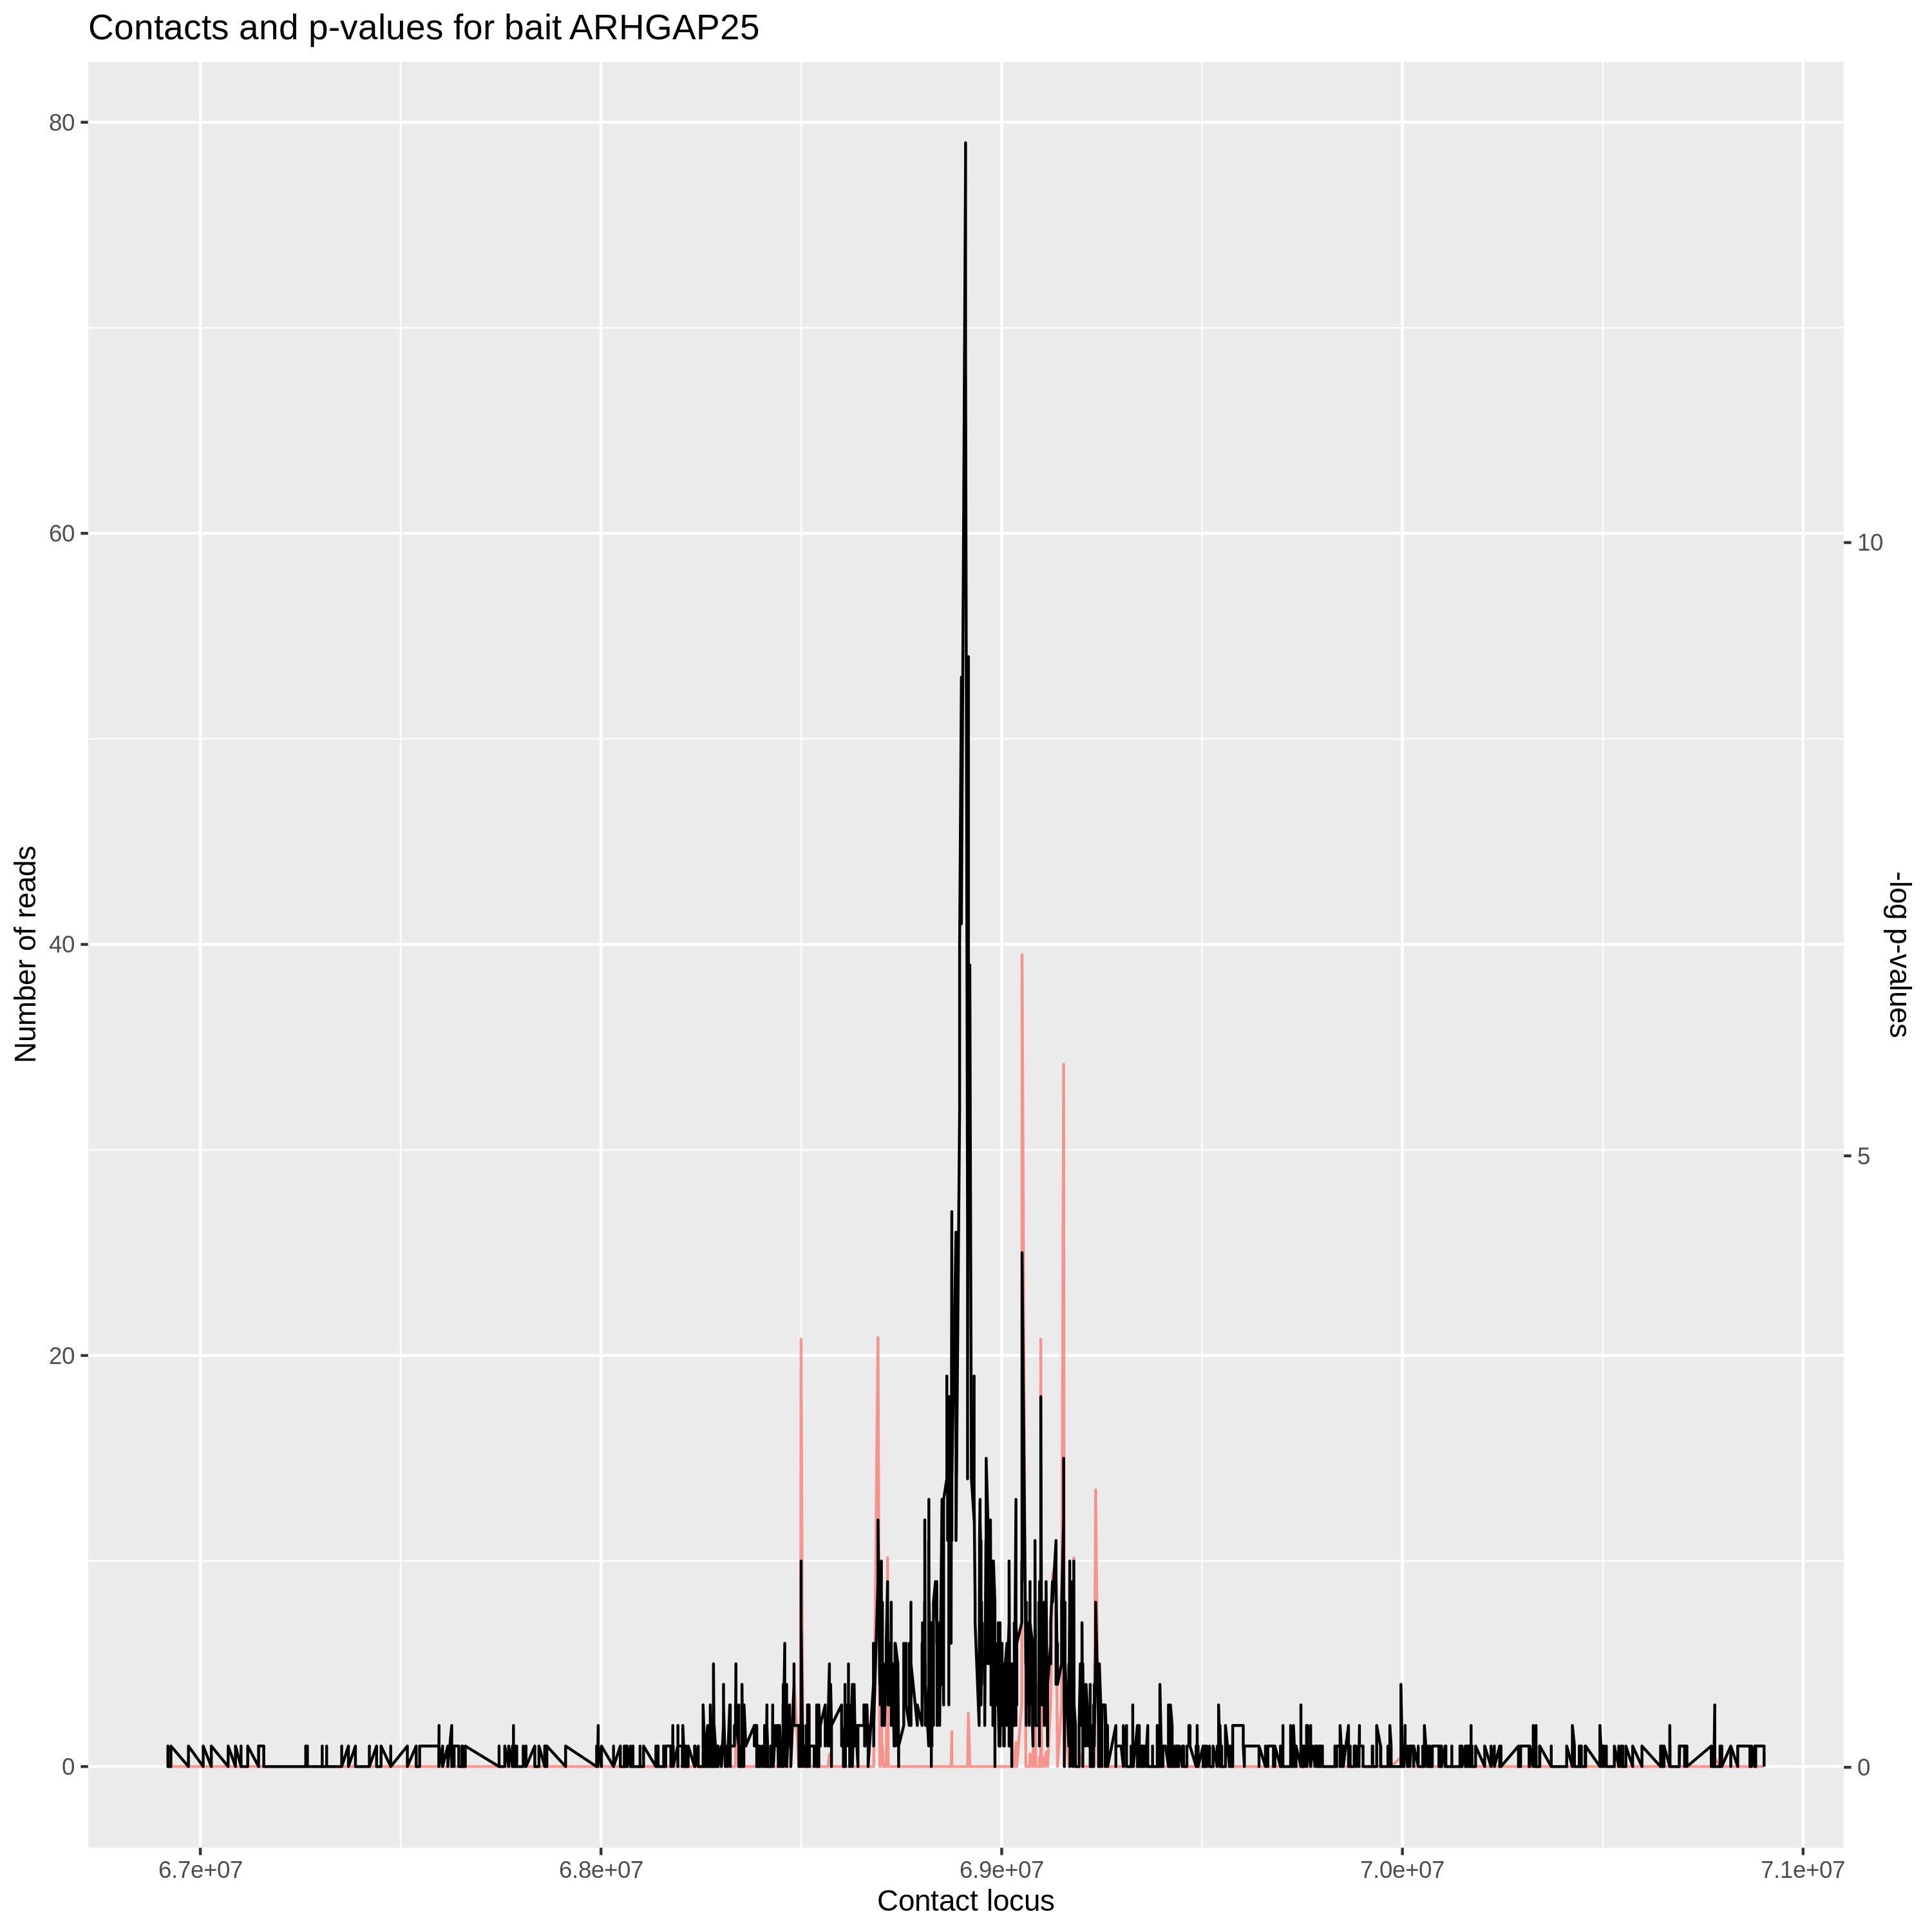 Contacts and p-values for bait ARHGAP25
80
60
40
20
0
Number of reads
10
5
0
-log p-values
6.7e+07
6.8e+07
6.9e+07
7.0e+07
7.1e+07
Contact locus